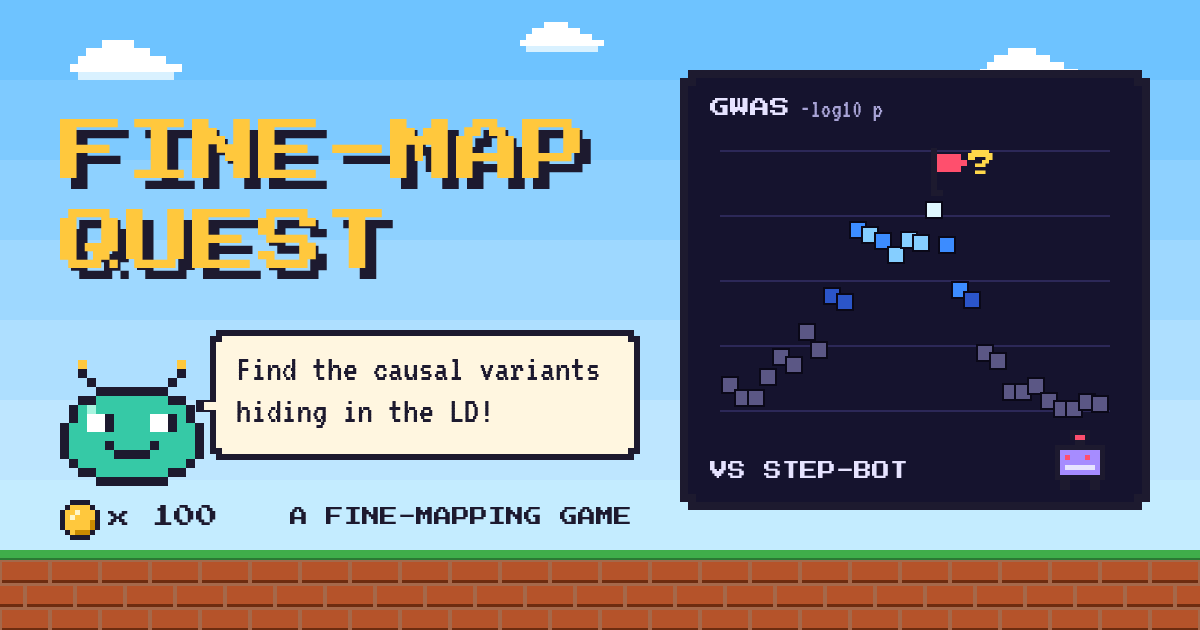 FINE-MAP
QUEST
Find the causal variants
hiding in the LD!
x 100
A FINE-MAPPING GAME
GWAS -log10 p
?
VS STEP-BOT